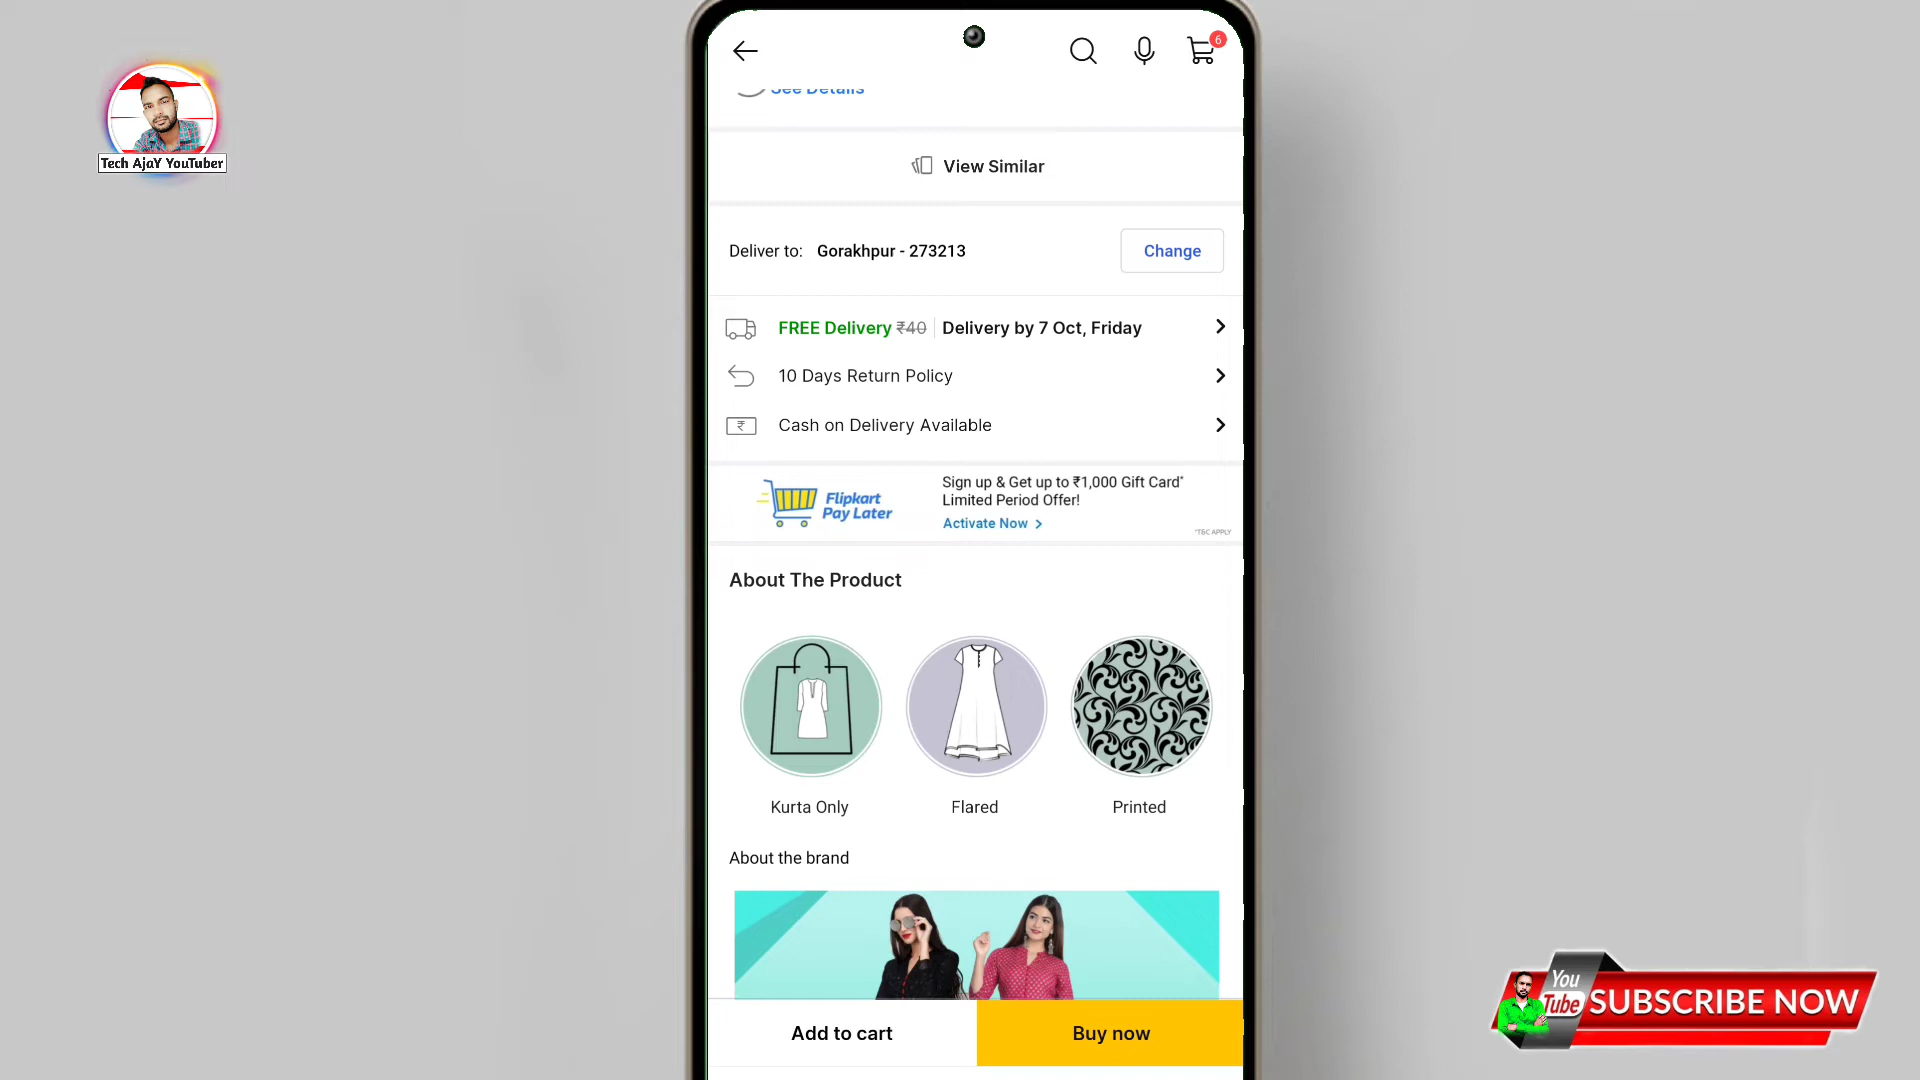 6
See Details
Tech AjaY YouTuber
View Similar
Deliver to: Gorakhpur - 273213
Change
FREE Delivery ₹40 Delivery by 7 Oct, Friday
10 Days Return Policy
₹ Cash on Delivery Available
Flipkart
Pay Later
Sign up & Get up to ₹1,000 Gift Card*
Limited Period Offer!
Activate Now >
*T&C APPLY
About The Product
Kurta Only
Flared
Printed
About the brand
Add to cart
Buy now
You
Tube
SUBSCRIBE NOW